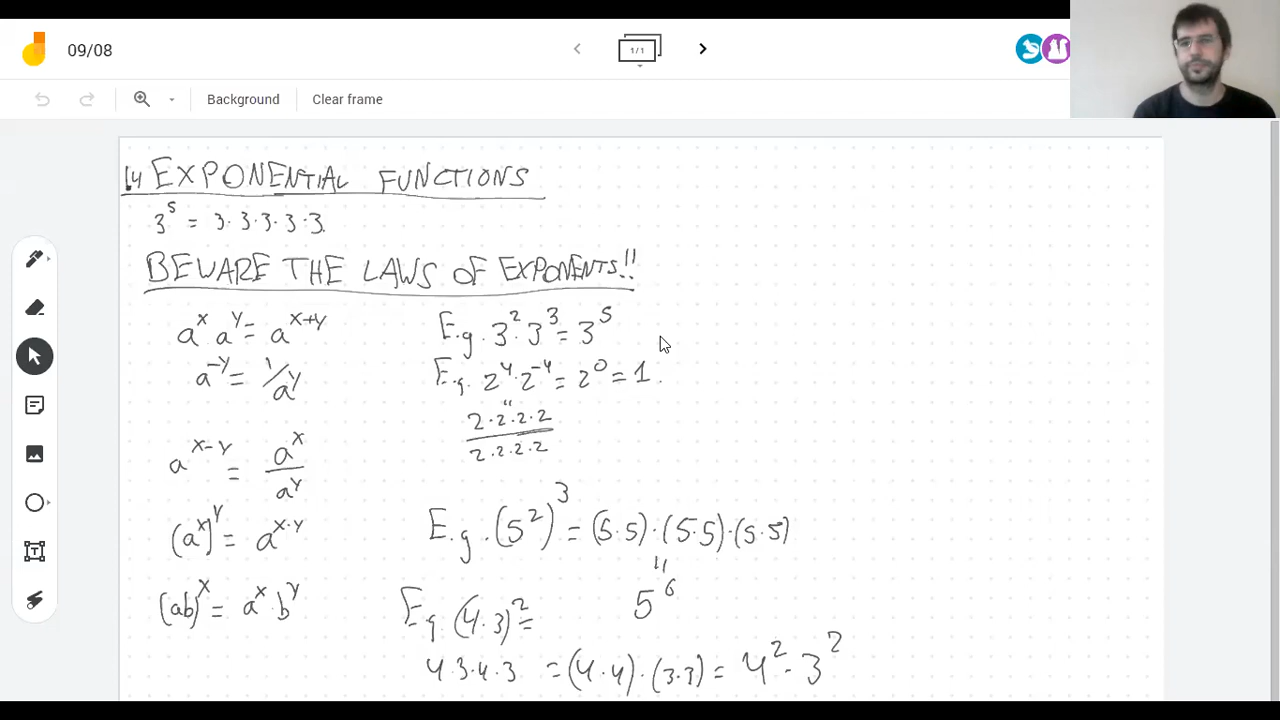 09/08
1/1
Background
Clear frame
1.4 EXPONENTIAL FUNCTIONS
3^5 = 3·3·3·3·3.
BEWARE THE LAWS OF EXPONENTS!!
a^x a^y = a^{x+y} E.g. 3^2·3^3 = 3^5
a^{-y} = 1/a^y E.g. 2^4·2^{-4} = 2^0 = 1.
"
2·2·2·2
2·2·2·2
a^{x-y} = a^x/a^y
(a^x)^y = a^{x·y} E.g. (5^2)^3 = (5·5)·(5·5)·(5·5)
"
5^6
(ab)^x = a^x·b^y E.g. (4·3)^2 =
4·3·4·3 = (4·4)·(3·3) = 4^2·3^2